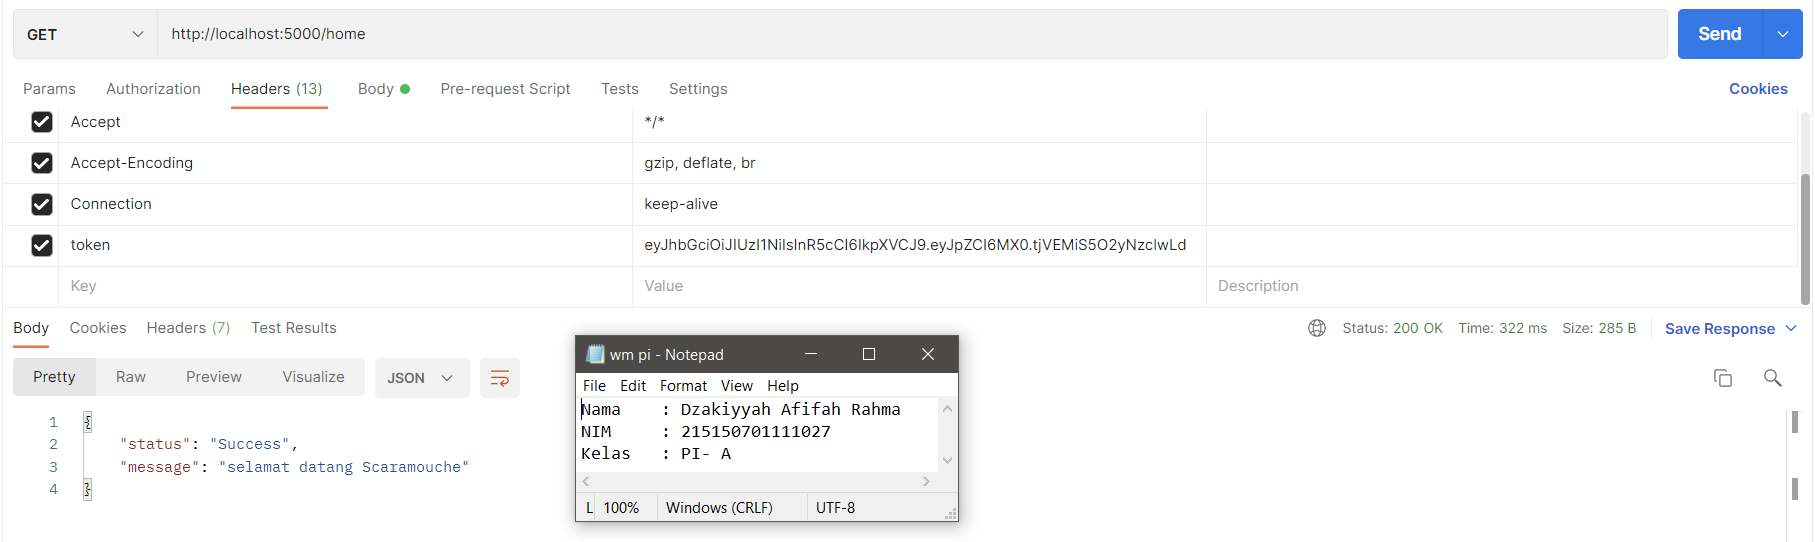 GET http://localhost:5000/home Send
Params Authorization Headers (13) Body Pre-request Script Tests Settings Cookies
Accept */*
Accept-Encoding gzip, deflate, br
Connection keep-alive
token eyJhbGciOiJIUzI1NiIsInR5cCI6IkpXVCJ9.eyJpZCI6MX0.tjVEMiS5O2yNzclwLd
Key Value Description
Body Cookies Headers (7) Test Results Status: 200 OK Time: 322 ms Size: 285 B Save Response
Pretty Raw Preview Visualize JSON
1 {
2 "status": "Success",
3 "message": "selamat datang Scaramouche"
4 }
wm pi - Notepad
File Edit Format View Help
Nama : Dzakiyyah Afifah Rahma
NIM : 215150701111027
Kelas : PI- A
L 100% Windows (CRLF) UTF-8